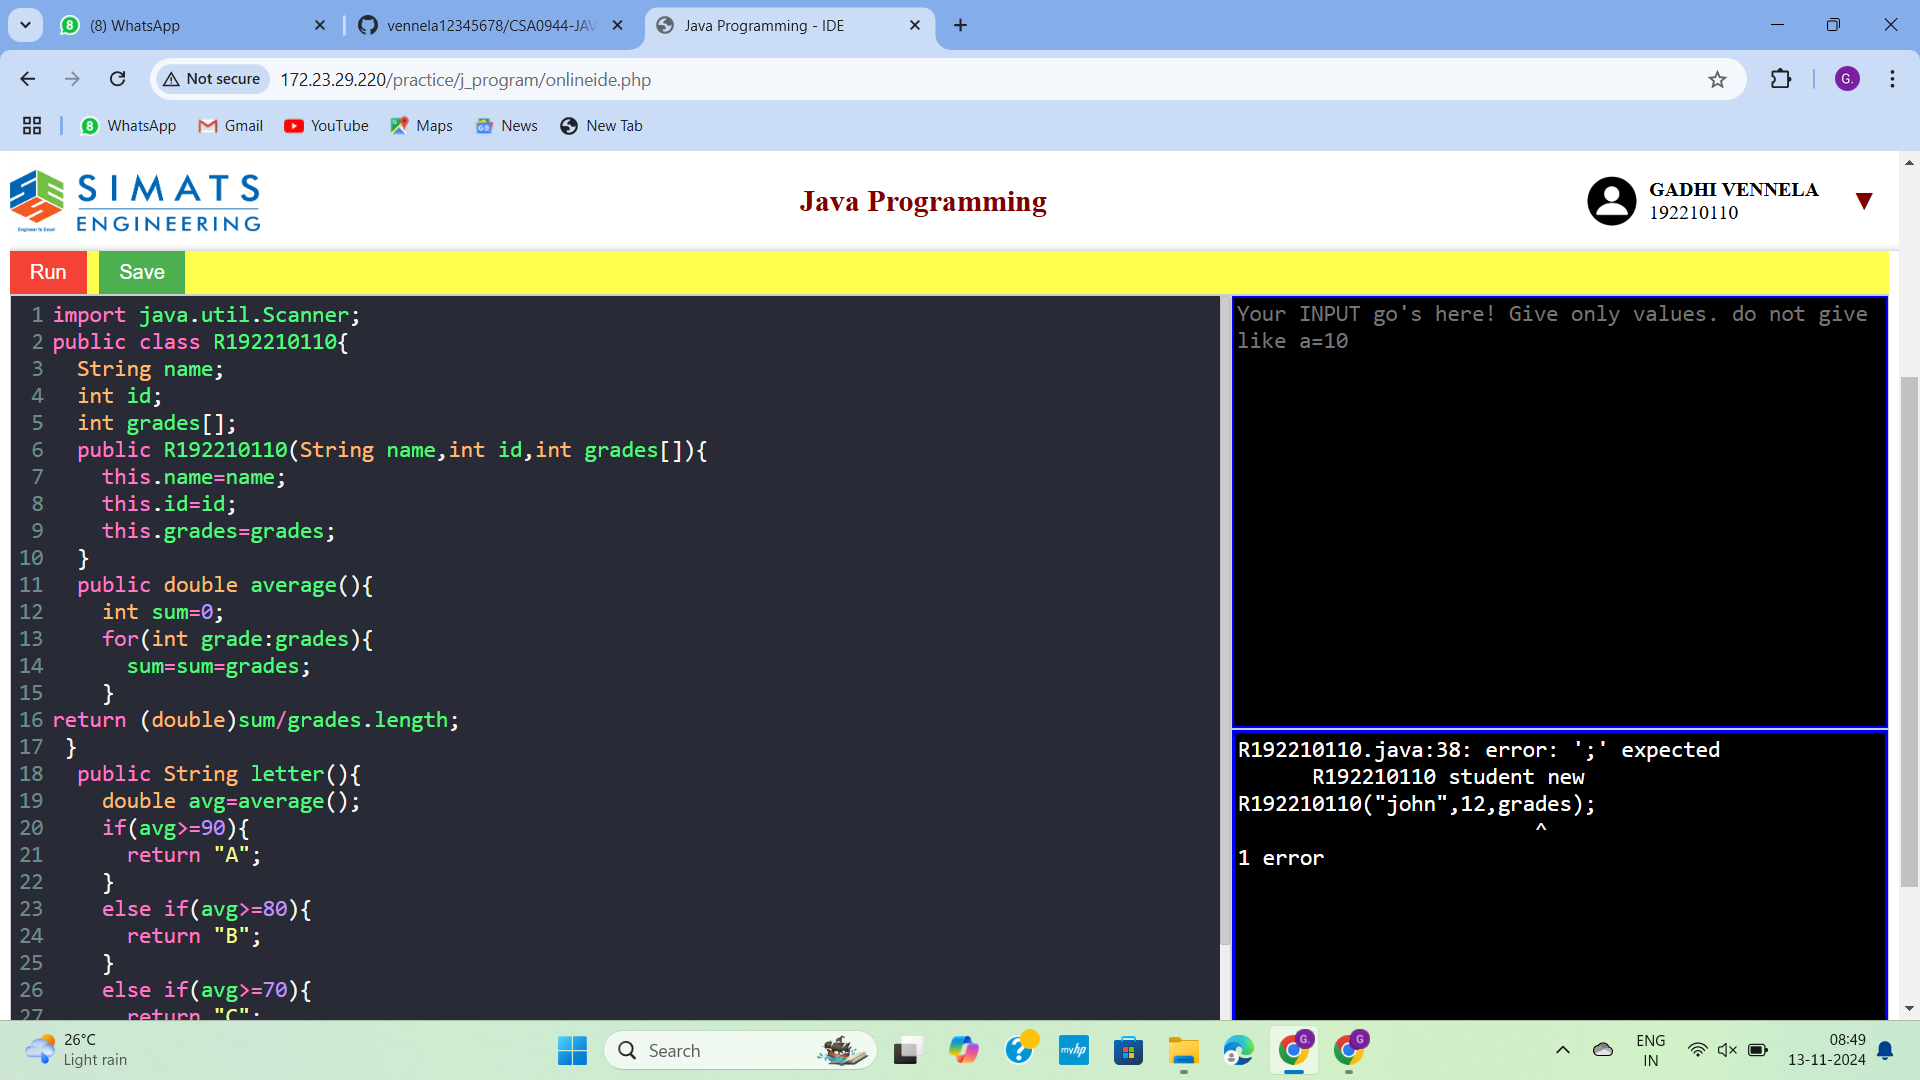 (8) WhatsApp
vennela12345678/CSA0944-JAV
Java Programming - IDE
Not secure
172.23.29.220/practice/j_program/onlineide.php
G.
WhatsApp
Gmail
YouTube
Maps
News
New Tab
SIMATS
ENGINEERING
Engineer to Excel
Java Programming
GADHI VENNELA
192210110
Run
Save
1 import java.util.Scanner;
2 public class R192210110{
3 String name;
4 int id;
5 int grades[];
6 public R192210110(String name,int id,int grades[]){
7 this.name=name;
8 this.id=id;
9 this.grades=grades;
10 }
11 public double average(){
12 int sum=0;
13 for(int grade:grades){
14 sum=sum=grades;
15 }
16 return (double)sum/grades.length;
17 }
18 public String letter(){
19 double avg=average();
20 if(avg>=90){
21 return "A";
22 }
23 else if(avg>=80){
24 return "B";
25 }
26 else if(avg>=70){
27 return "C";
Your INPUT go's here! Give only values. do not give
like a=10
R192210110.java:38: error: ';' expected
R192210110 student new
R192210110("john",12,grades);
^
1 error
26°C
Light rain
Search
myhp
ENG
IN
08:49
13-11-2024